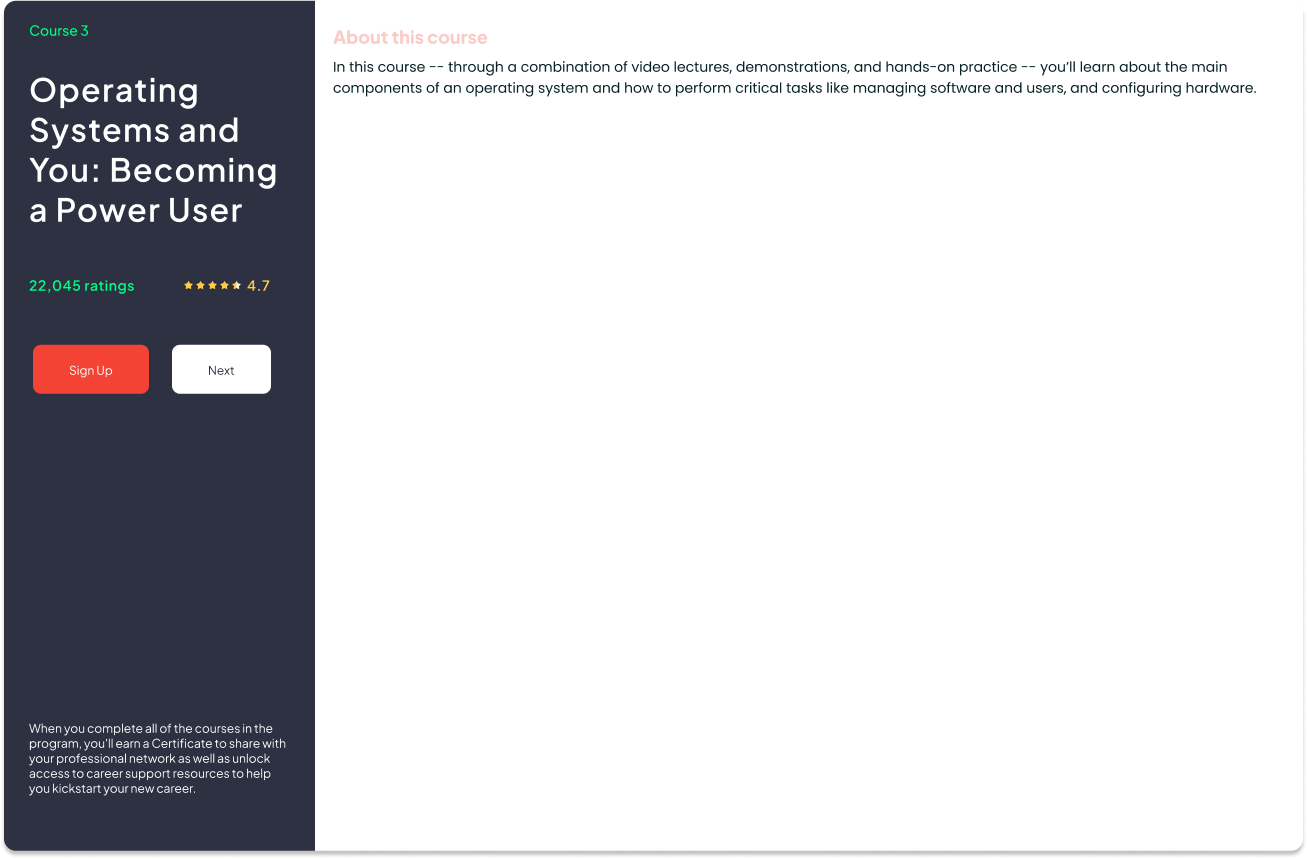 Course 3
Operating
Systems and
You: Becoming
a Power User
22,045 ratings
4.7
Sign Up
Next
When you complete all of the courses in the
program, you'll earn a Certificate to share with
your professional network as well as unlock
access to career support resources to help
you kickstart your new career.
About this course
In this course -- through a combination of video lectures, demonstrations, and hands-on practice -- you'll learn about the main
components of an operating system and how to perform critical tasks like managing software and users, and configuring hardware.